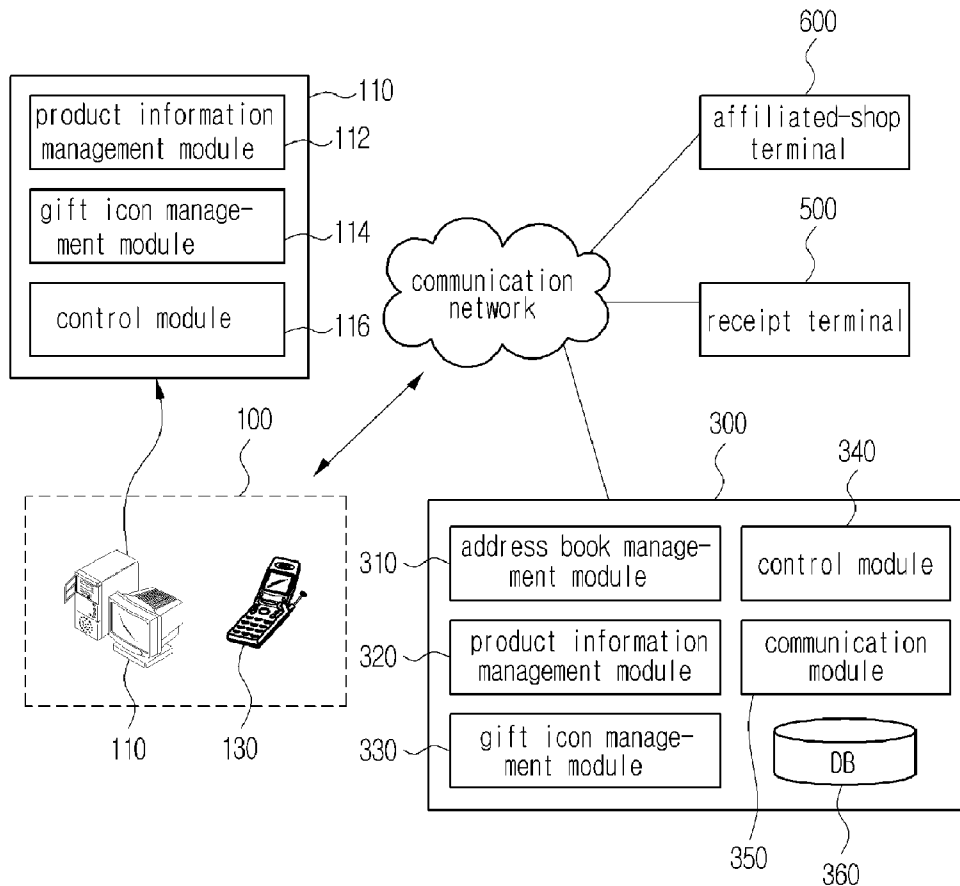 600
110
product information
management module
112
affiliated-shop
terminal
gift icon manage-
ment module
114
500
communication
network
control module
116
receipt terminal
100
300
340
310
address book manage-
ment module
control module
320
product information
management module
communication
module
110
130
330
gift icon manage-
ment module
DB
350
360